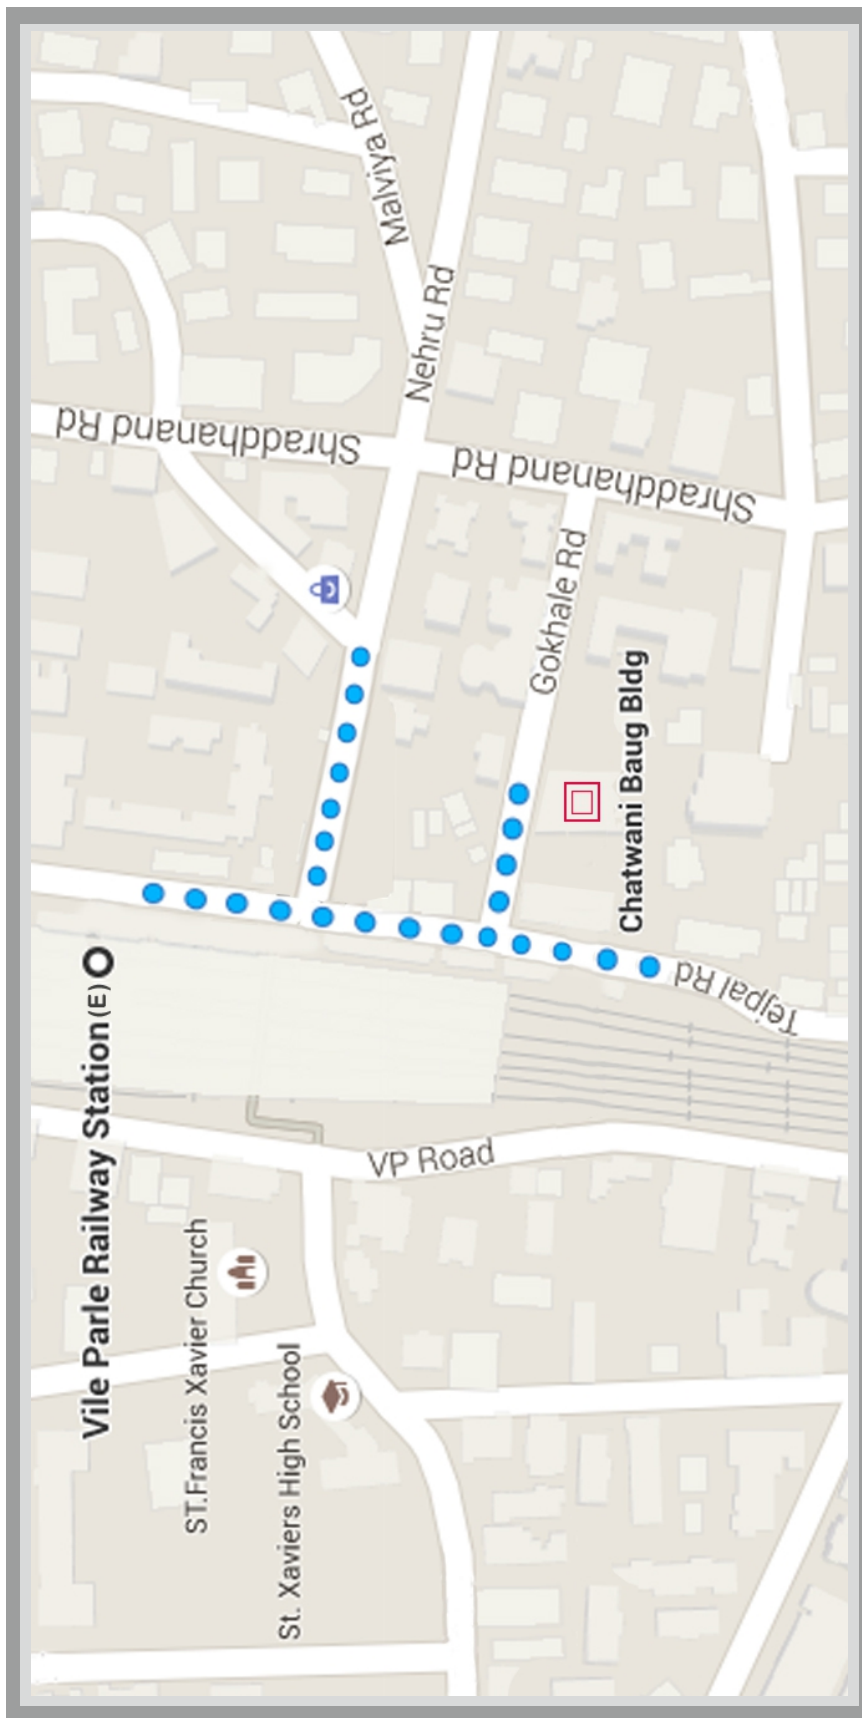 Malviya Rd
Nehru Rd
Shraddhanand Rd
Shraddhanand Rd
Gokhale Rd
Chatwani Baug Bldg
Tejpal Rd
Vile Parle Railway Station (E)
VP Road
ST.Francis Xavier Church
St. Xaviers High School